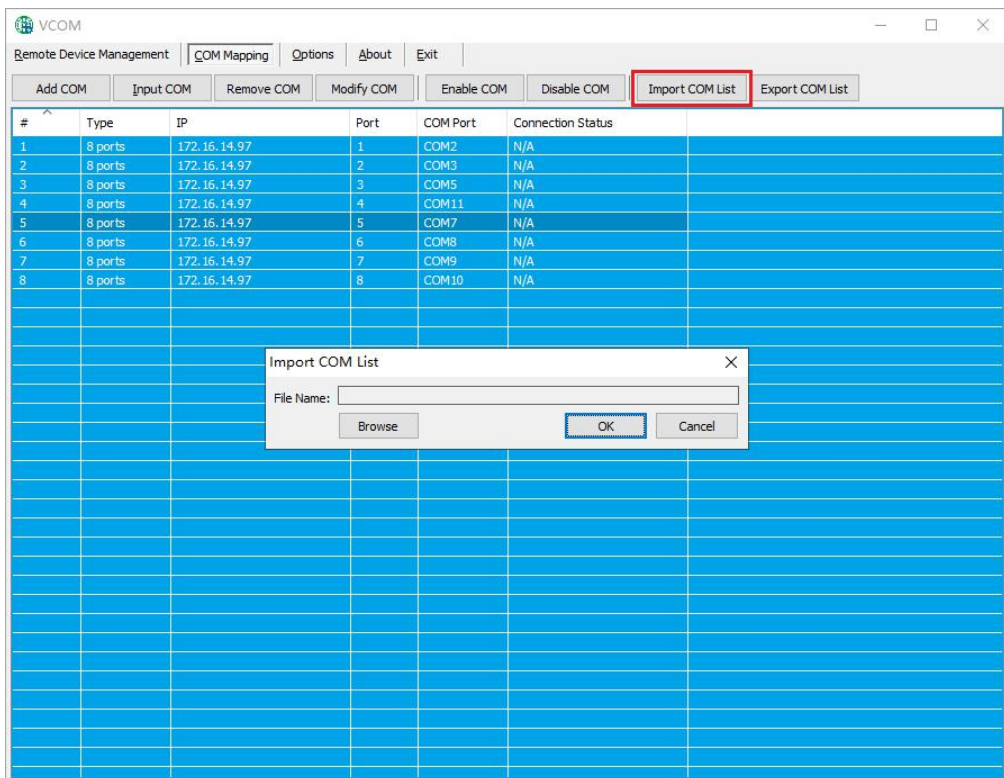 VCOM
Remote Device Management COM Mapping Options About Exit
Add COM Input COM Remove COM Modify COM Enable COM Disable COM Import COM List Export COM List
# Type IP Port COM Port Connection Status
1 8 ports 172.16.14.97 1 COM2 N/A
2 8 ports 172.16.14.97 2 COM3 N/A
3 8 ports 172.16.14.97 3 COM5 N/A
4 8 ports 172.16.14.97 4 COM11 N/A
5 8 ports 172.16.14.97 5 COM7 N/A
6 8 ports 172.16.14.97 6 COM8 N/A
7 8 ports 172.16.14.97 7 COM9 N/A
8 8 ports 172.16.14.97 8 COM10 N/A
Import COM List
File Name:
Browse OK Cancel